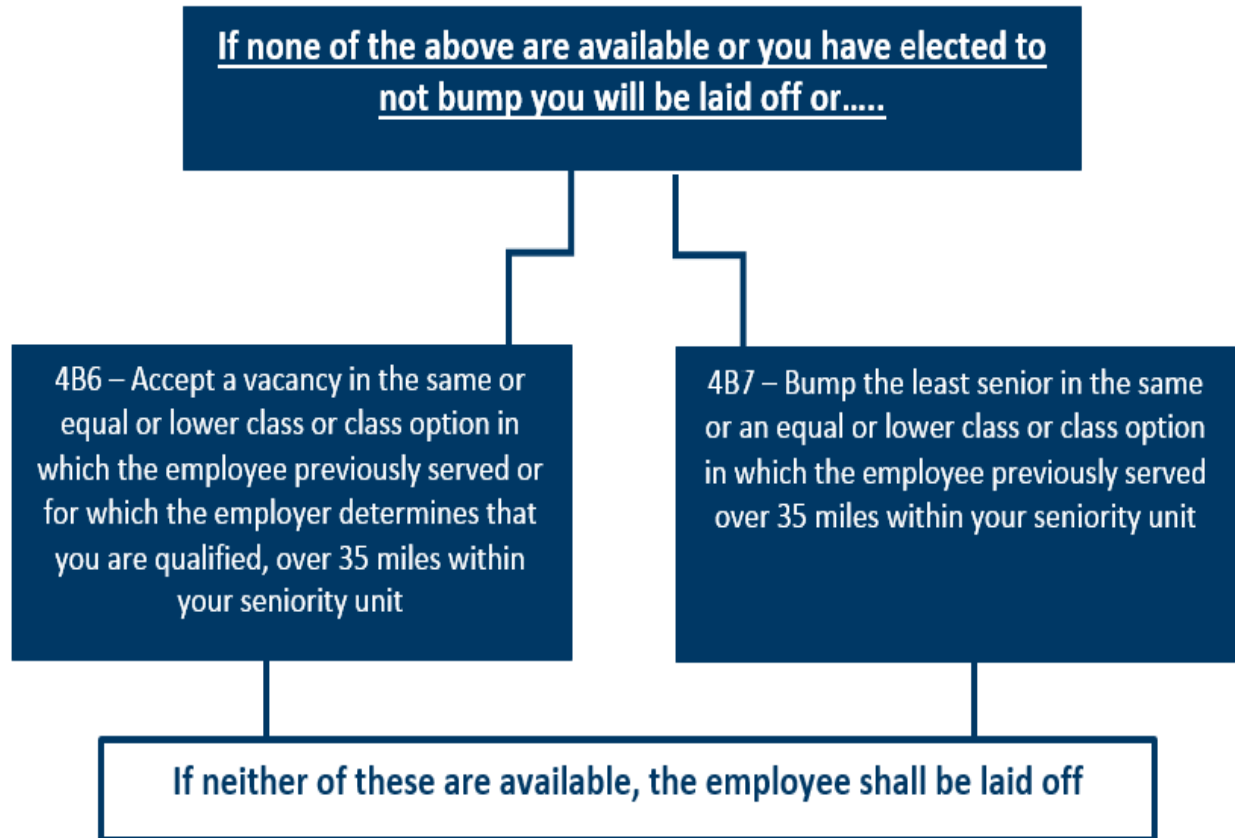 If none of the above are available or you have elected to
not bump you will be laid off or…..
4B6 – Accept a vacancy in the same or
equal or lower class or class option in
which the employee previously served or
for which the employer determines that
you are qualified, over 35 miles within
your seniority unit
4B7 – Bump the least senior in the same
or an equal or lower class or class option
in which the employee previously served
over 35 miles within your seniority unit
If neither of these are available, the employee shall be laid off